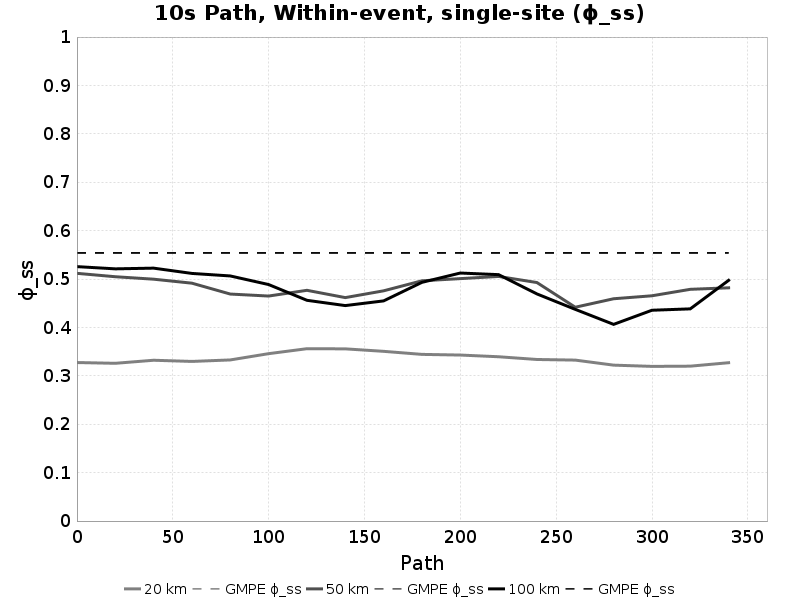 10s Path, Within-event, single-site (ϕ_ss)
1
0.9
0.8
0.7
0.6
0.5
0.4
0.3
0.2
0.1
0
ϕ_ss
0 50 100 150 200 250 300 350
Path
20 km GMPE ϕ_ss 50 km GMPE ϕ_ss 100 km GMPE ϕ_ss